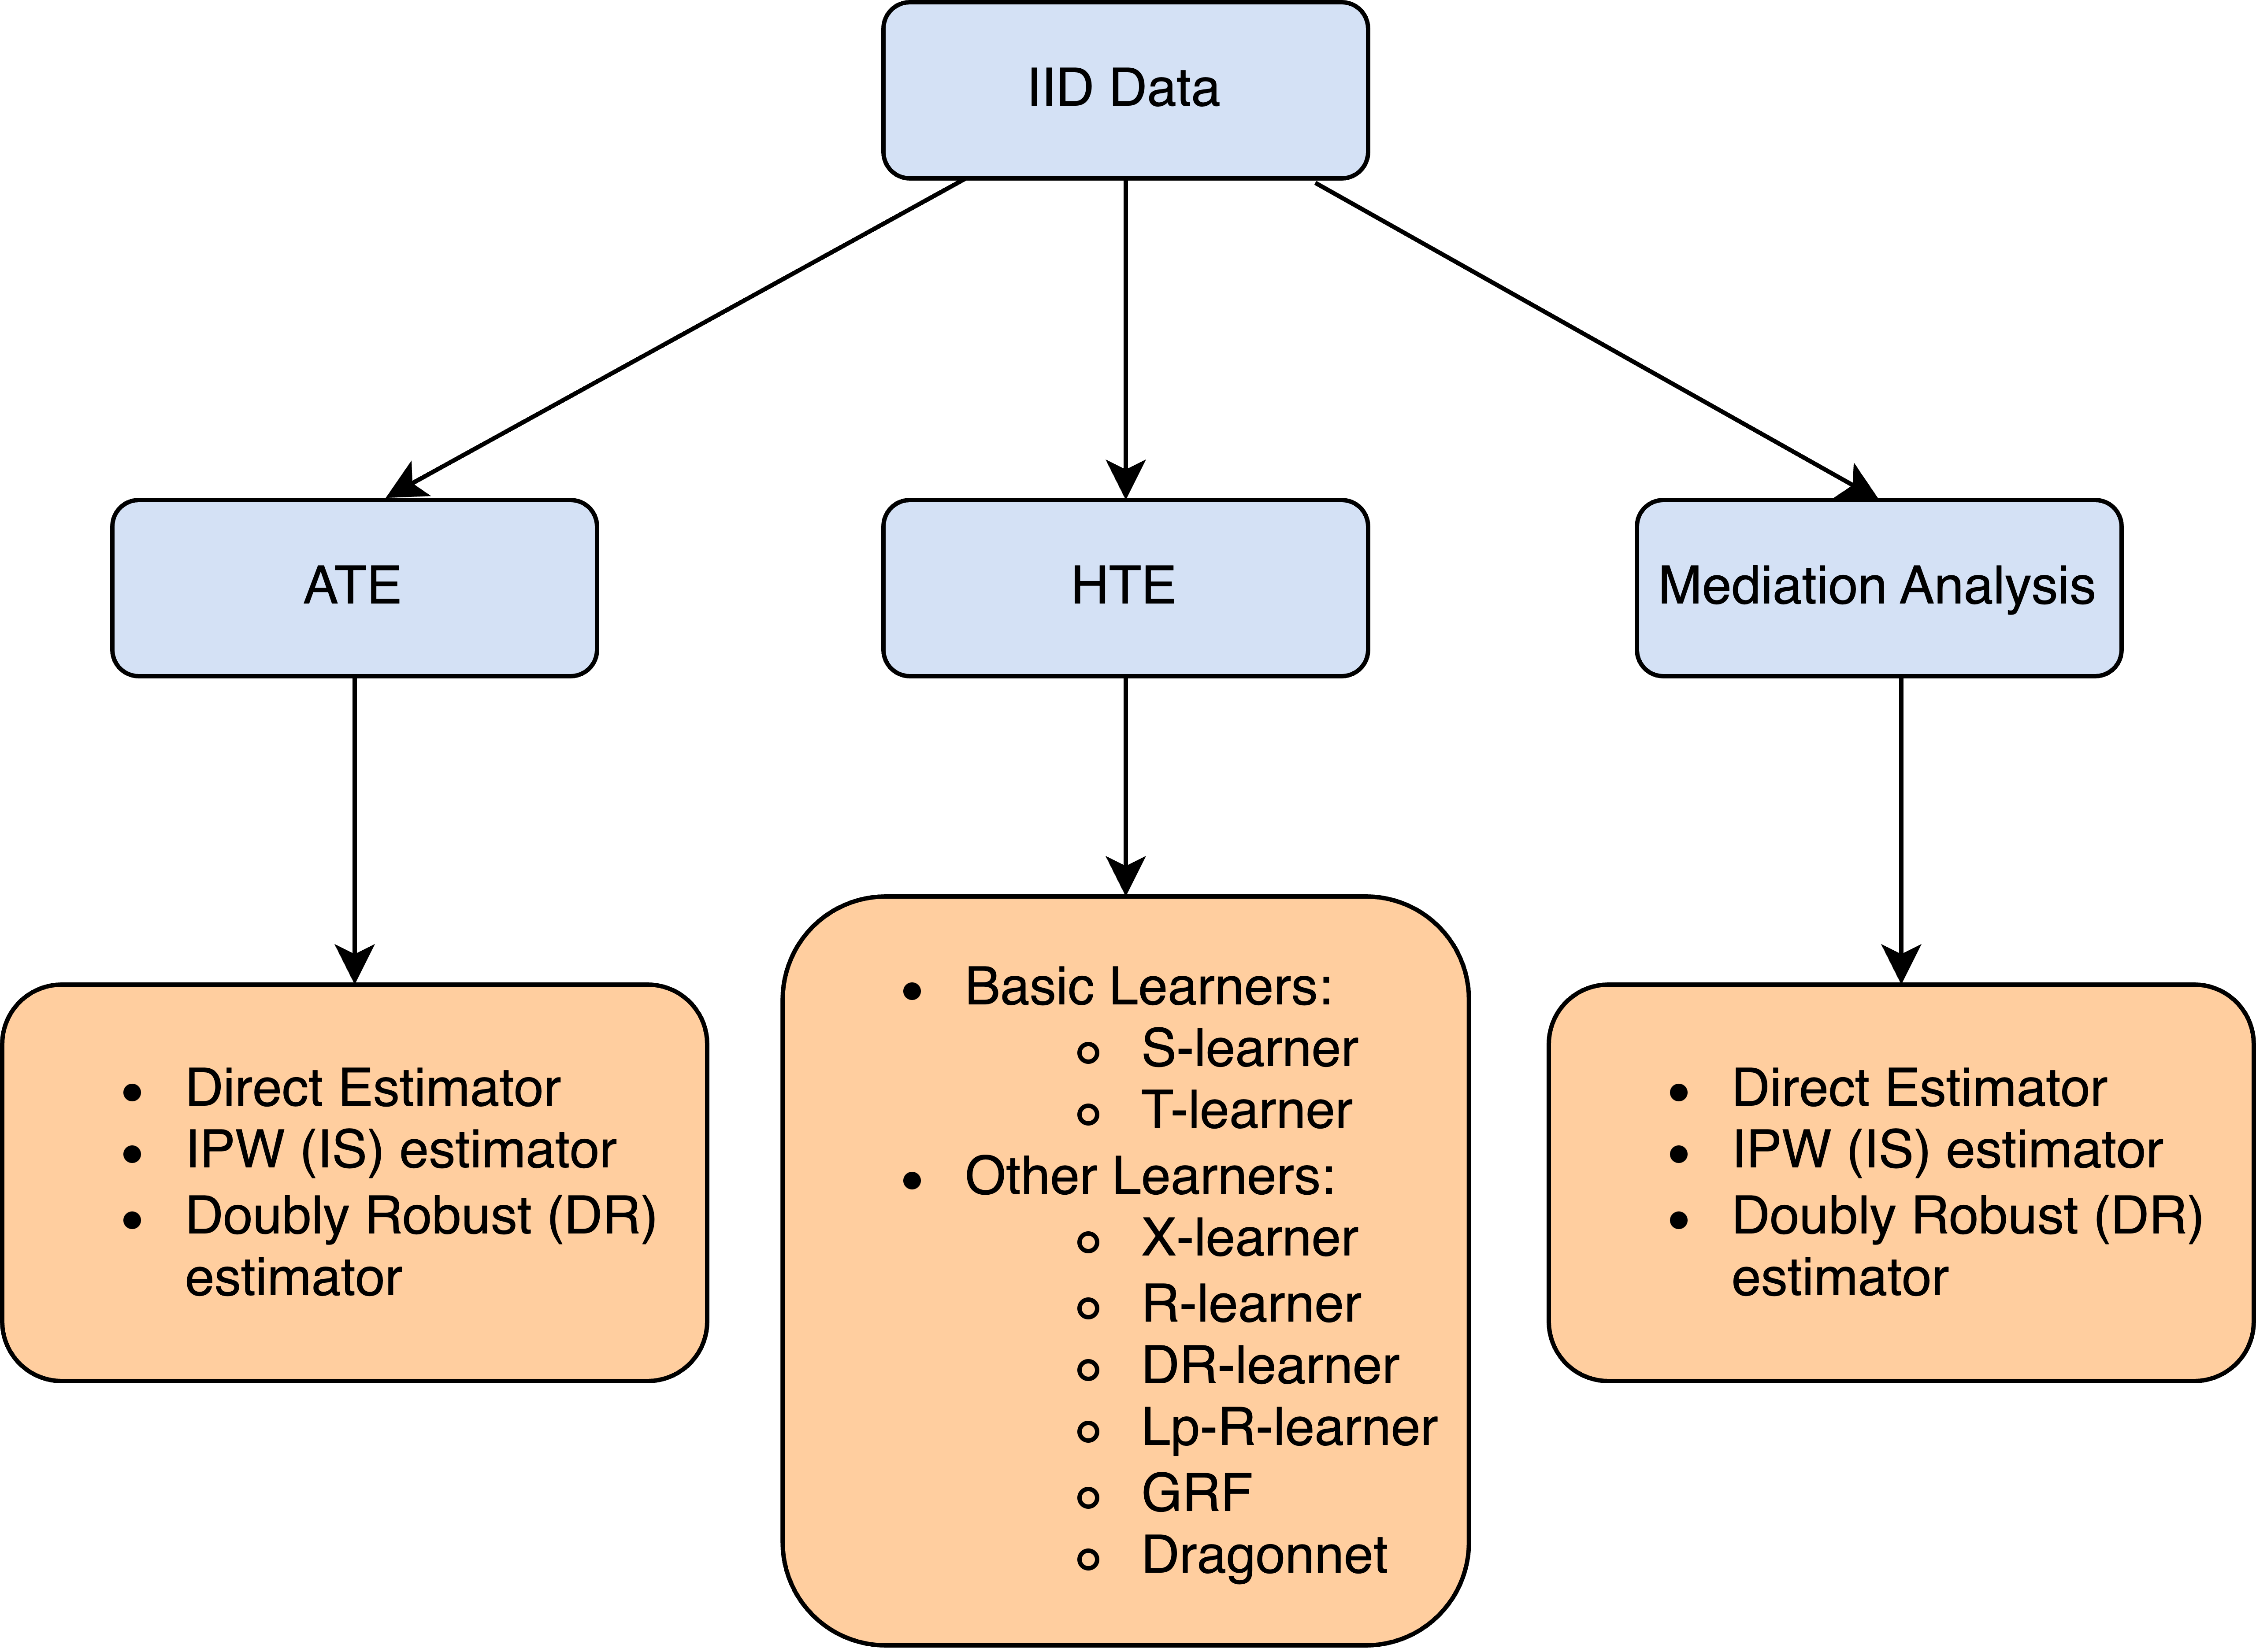 IID Data
ATE
HTE
Mediation Analysis
Direct Estimator
IPW (IS) estimator
Doubly Robust (DR)
estimator
Basic Learners:
S-learner
T-learner
Other Learners:
X-learner
R-learner
DR-learner
Lp-R-learner
GRF
Dragonnet
Direct Estimator
IPW (IS) estimator
Doubly Robust (DR)
estimator